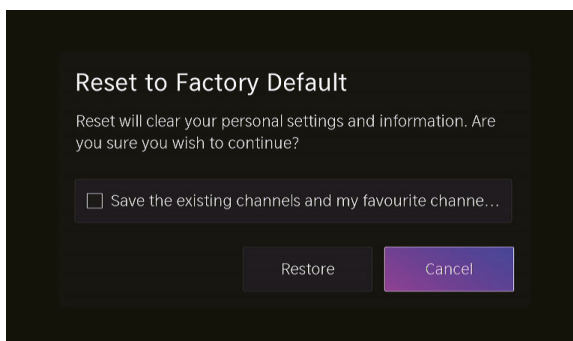 Reset to Factory Default
Reset will clear your personal settings and information. Are
you sure you wish to continue?
Save the existing channels and my favourite channe...
Restore
Cancel